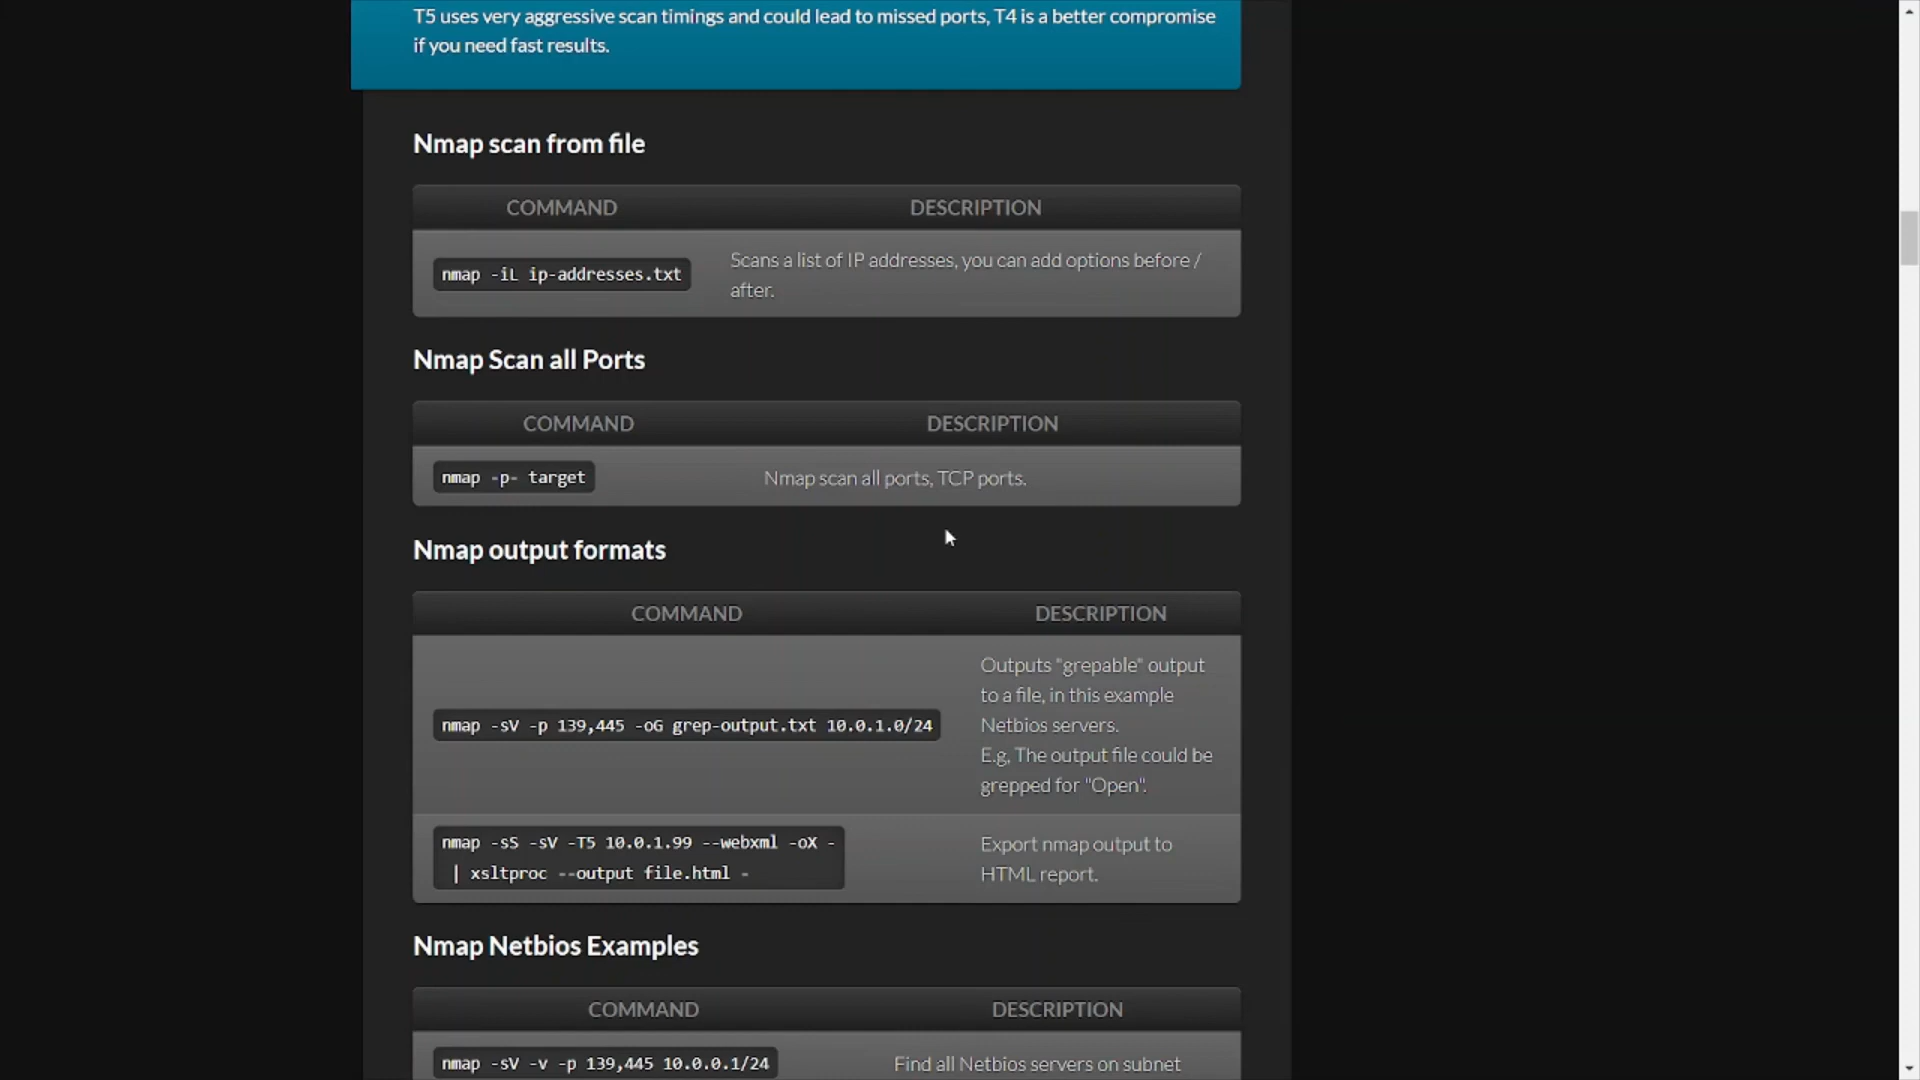 T5 uses very aggressive scan timings and could lead to missed ports, T4 is a better compromise
if you need fast results.
Nmap scan from file
COMMAND DESCRIPTION
nmap -iL ip-addresses.txt
Scans a list of IP addresses, you can add options before /
after.
Nmap Scan all Ports
COMMAND DESCRIPTION
nmap -p- target
Nmap scan all ports, TCP ports.
Nmap output formats
COMMAND DESCRIPTION
nmap -sV -p 139,445 -oG grep-output.txt 10.0.1.0/24
Outputs "grepable" output
to a file, in this example
Netbios servers.
E.g, The output file could be
grepped for "Open".
nmap -sS -sV -T5 10.0.1.99 --webxml -oX -
| xsltproc --output file.html -
Export nmap output to
HTML report.
Nmap Netbios Examples
COMMAND DESCRIPTION
nmap -sV -v -p 139,445 10.0.0.1/24
Find all Netbios servers on subnet